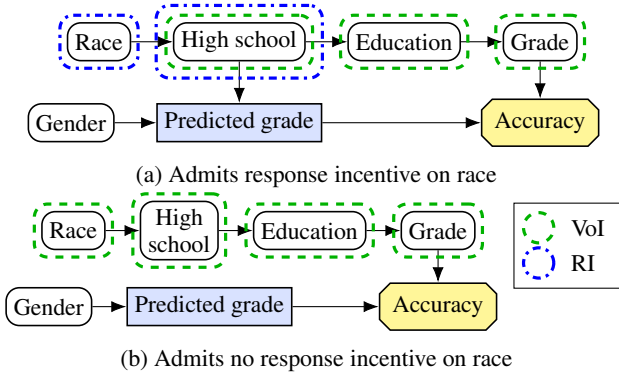 Race High school Education Grade
Gender Predicted grade Accuracy
(a) Admits response incentive on race
Race High
school Education Grade
Gender Predicted grade Accuracy
VoI
RI
(b) Admits no response incentive on race